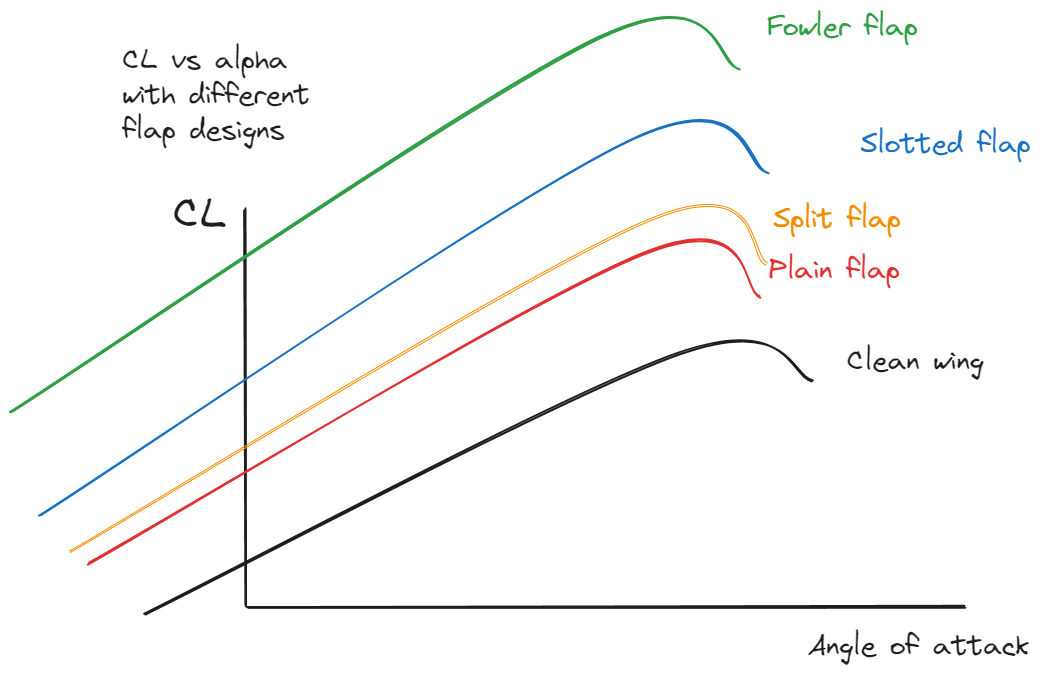 Fowler flap
CL vs alpha
with different
flap designs
Slotted flap
CL
Split flap
Plain flap
Clean wing
Angle of attack